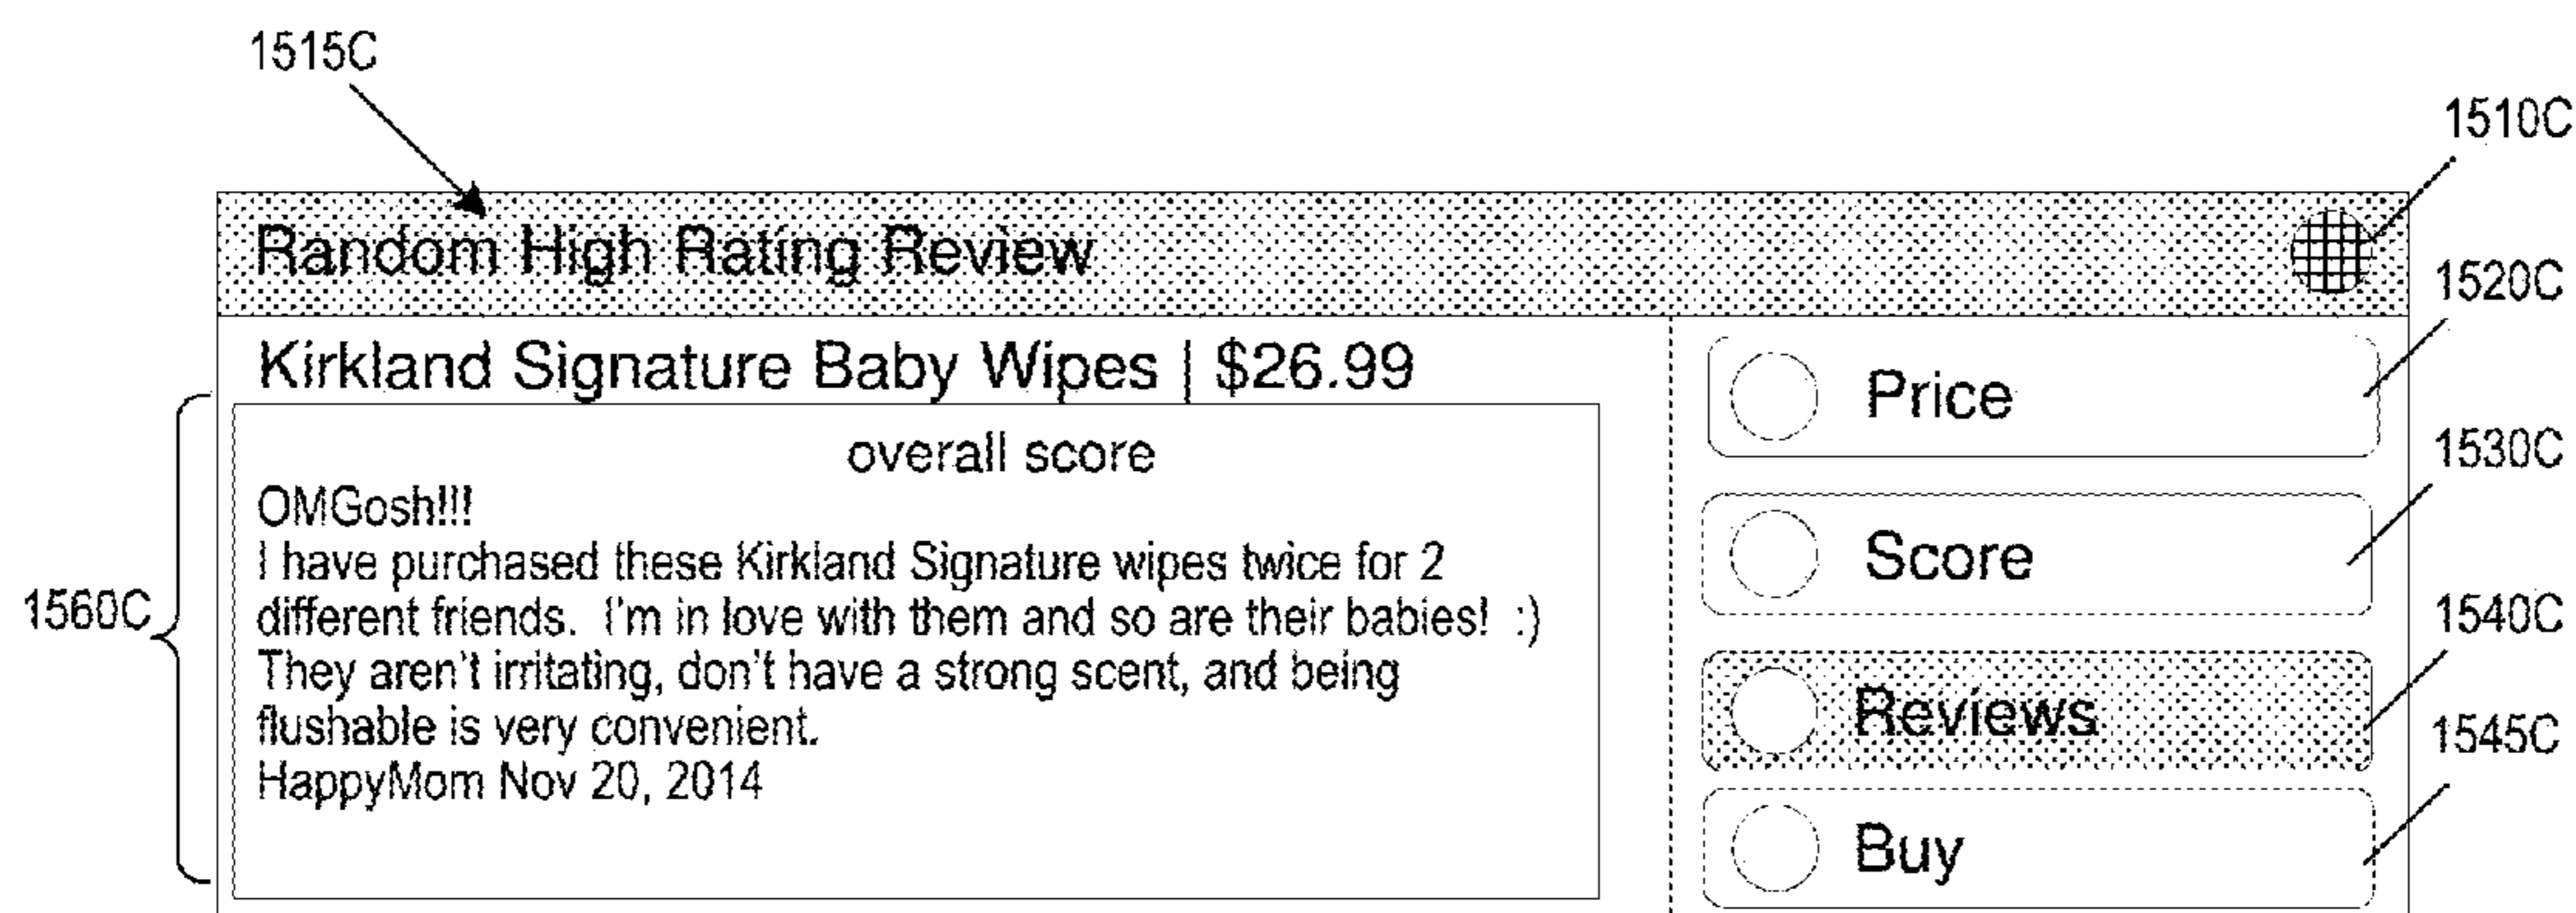 1515C
1510C
Random High Rating Review
1520C
Kirkland Signature Baby Wipes | $26.99
Price
overall score
1530C
OMGosh!!!
Score
I have purchased these Kirkland Signature wipes twice for 2
1560C
different friends. I'm in love with them and so are their babies! :)
1540C
They aren't irritating, don't have a strong scent, and being
Reviews
flushable is very convenient.
1545C
HappyMom Nov 20, 2014
Buy